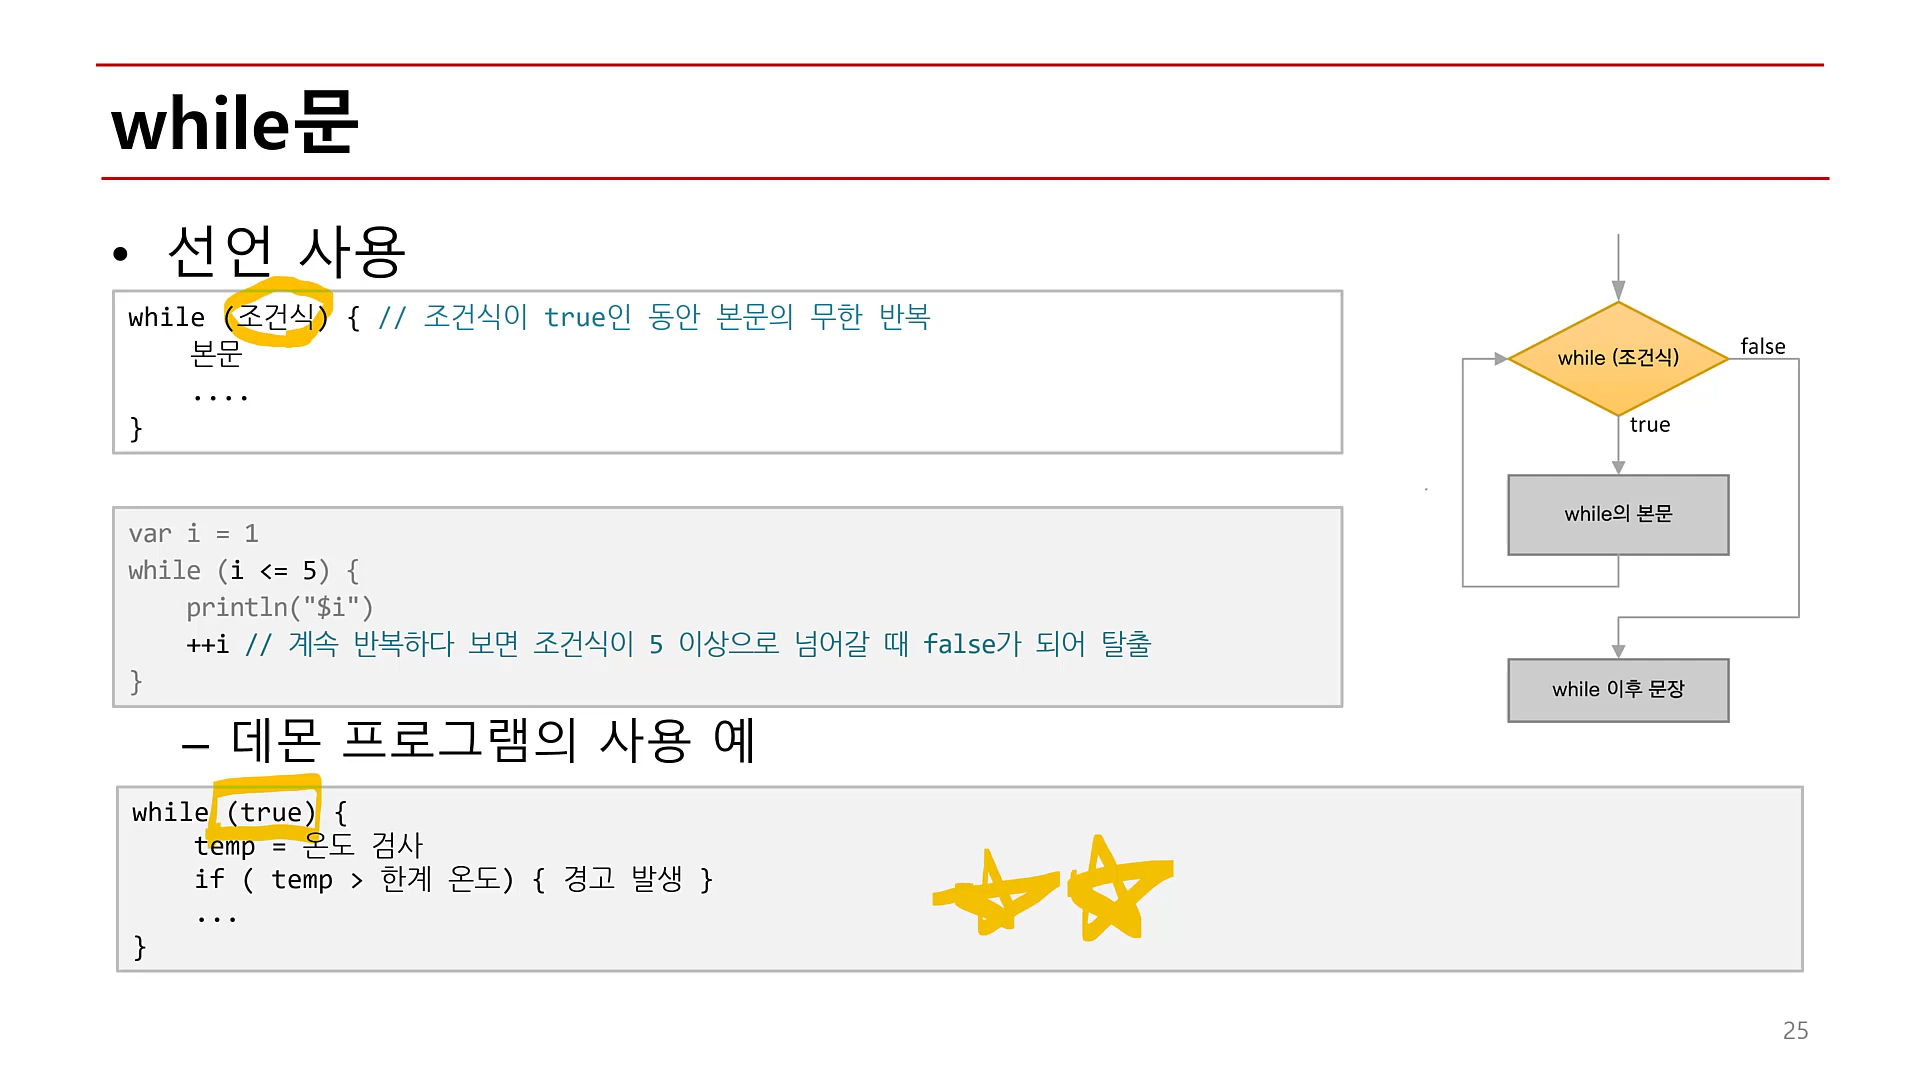 while문
• 선언 사용
while (조건식) { // 조건식이 true인 동안 본문의 무한 반복
본문
....
}
var i = 1
while (i <= 5) {
println("$i")
++i // 계속 반복하다 보면 조건식이 5 이상으로 넘어갈 때 false가 되어 탈출
}
– 데몬 프로그램의 사용 예
while (true) {
temp = 온도 검사
if ( temp > 한계 온도) { 경고 발생 }
...
}
while (조건식)
false
true
while의 본문
while 이후 문장
25